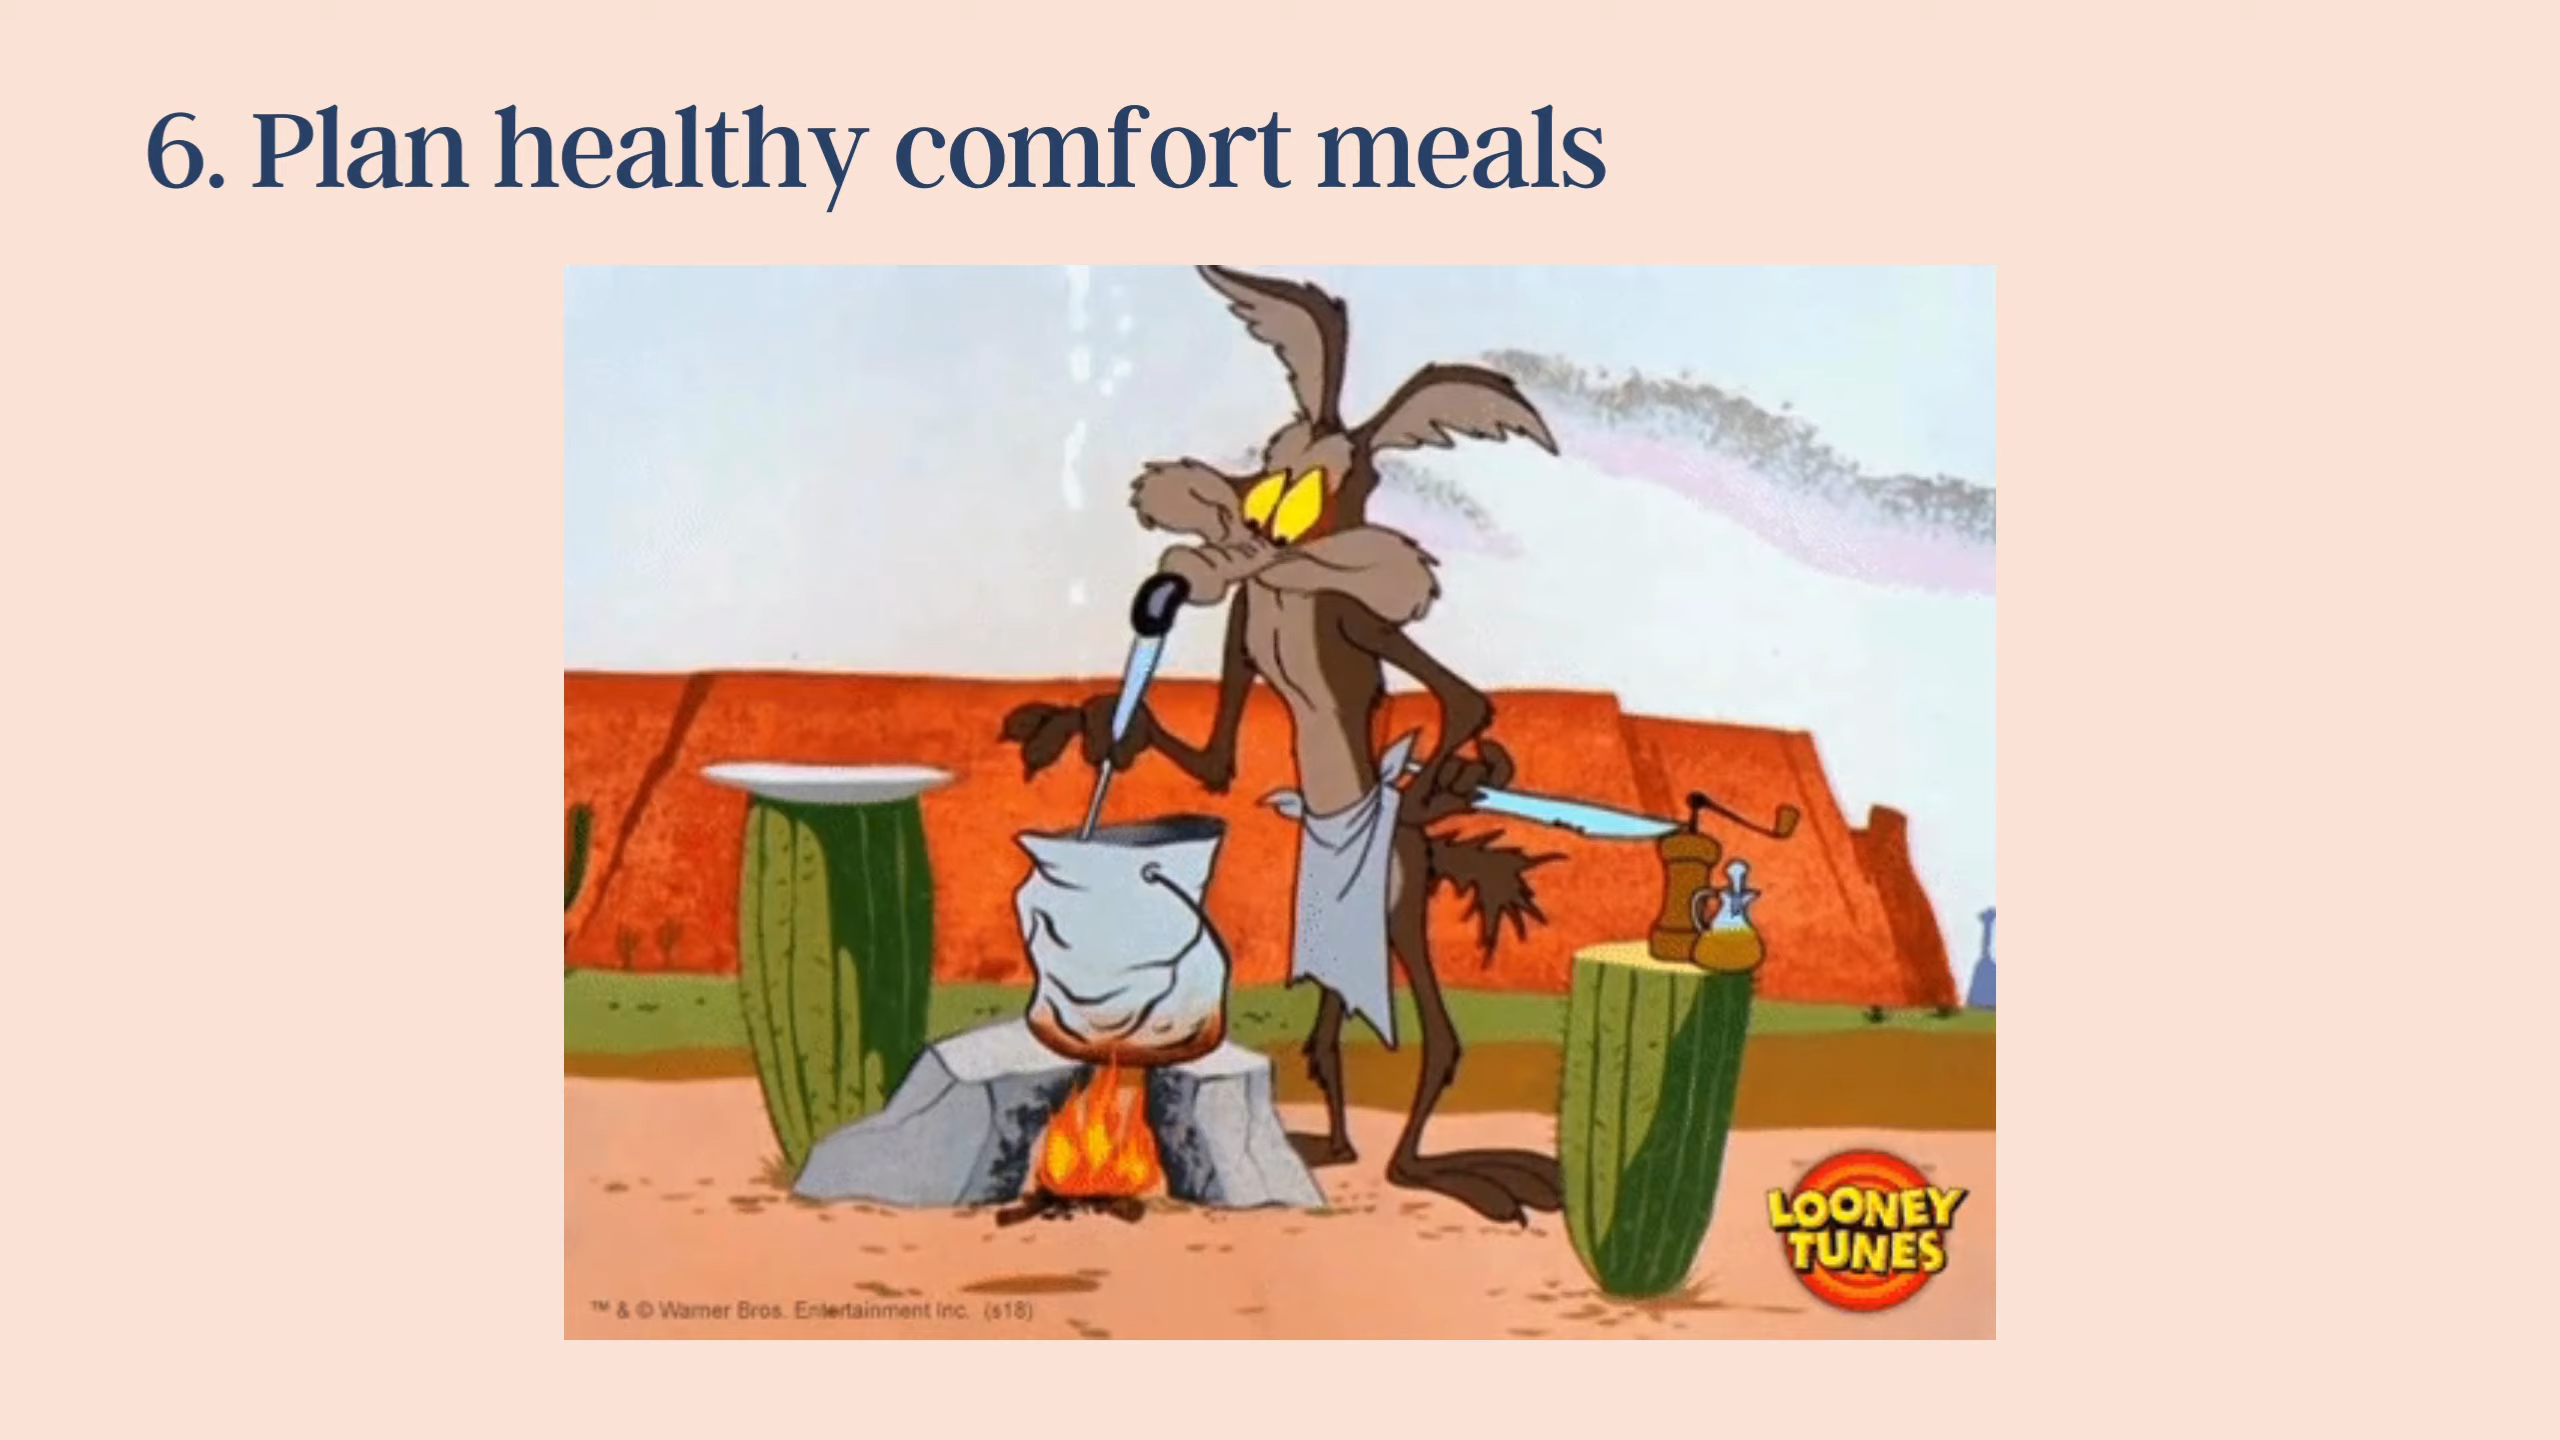 6. Plan healthy comfort meals
LOONEY
TUNES
™ & © Warner Bros. Entertainment Inc. (s18)